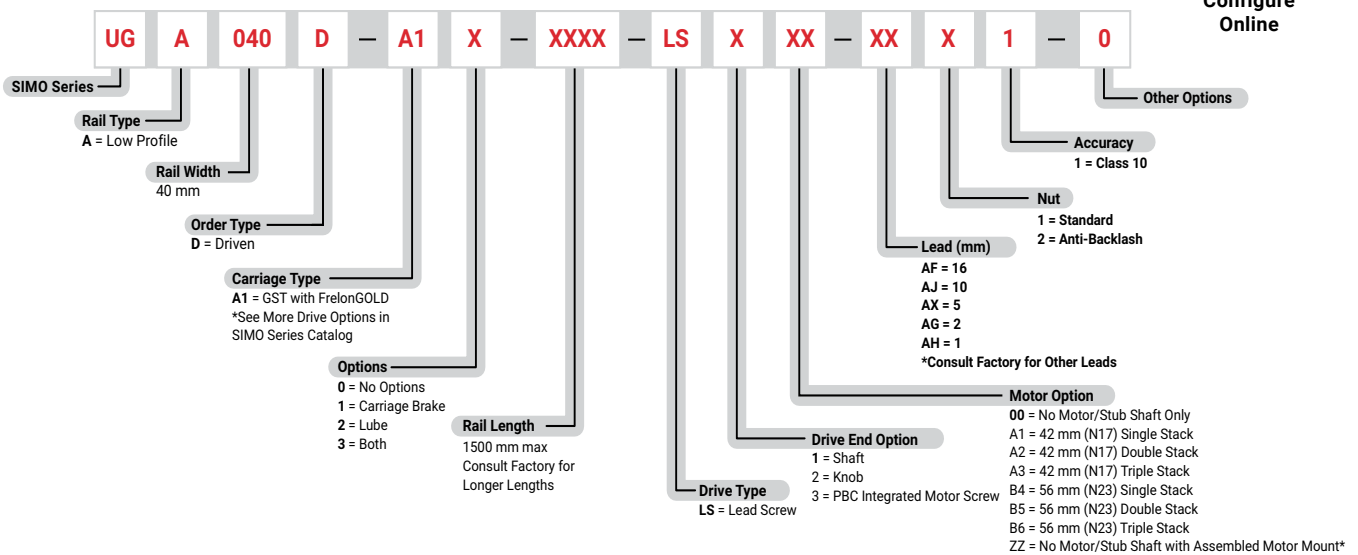 Configure
Online
UG A 040 D – A1 X – XXXX – LS X XX – XX X 1 – 0
SIMO Series
Other Options
Rail Type
A = Low Profile
Accuracy
1 = Class 10
Rail Width
40 mm
Nut
1 = Standard
2 = Anti-Backlash
Order Type
D = Driven
Lead (mm)
AF = 16
AJ = 10
AX = 5
AG = 2
AH = 1
*Consult Factory for Other Leads
Carriage Type
A1 = GST with FrelonGOLD
*See More Drive Options in
SIMO Series Catalog
Options
0 = No Options
1 = Carriage Brake
2 = Lube
3 = Both
Motor Option
00 = No Motor/Stub Shaft Only
A1 = 42 mm (N17) Single Stack
A2 = 42 mm (N17) Double Stack
A3 = 42 mm (N17) Triple Stack
B4 = 56 mm (N23) Single Stack
B5 = 56 mm (N23) Double Stack
B6 = 56 mm (N23) Triple Stack
ZZ = No Motor/Stub Shaft with Assembled Motor Mount*
Rail Length
1500 mm max
Consult Factory for
Longer Lengths
Drive End Option
1 = Shaft
2 = Knob
3 = PBC Integrated Motor Screw
Drive Type
LS = Lead Screw